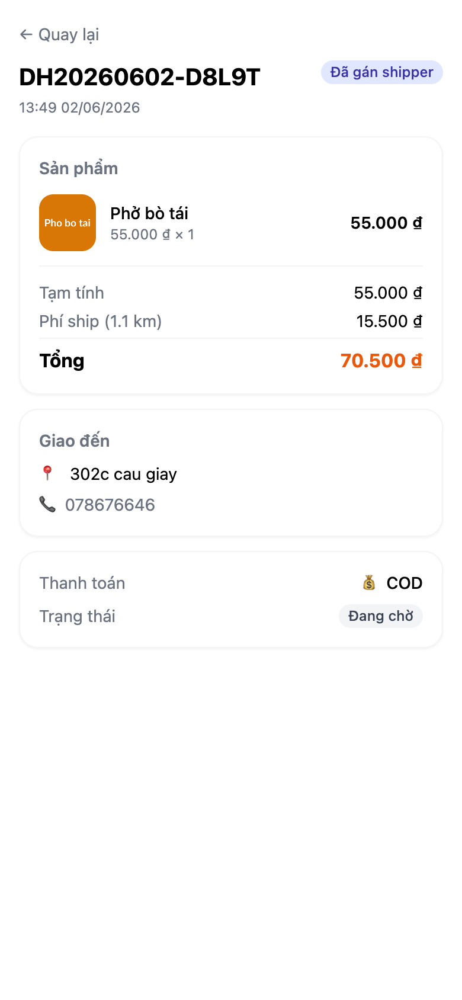 ← Quay lại
DH20260602-D8L9T
Đã gán shipper
13:49 02/06/2026
Sản phẩm
Pho bo tai
Phở bò tái
55.000 ₫ × 1
55.000 ₫
Tạm tính
55.000 ₫
Phí ship (1.1 km)
15.500 ₫
Tổng
70.500 ₫
Giao đến
📍 302c cau giay
📞 078676646
Thanh toán
💰 COD
Trạng thái
Đang chờ